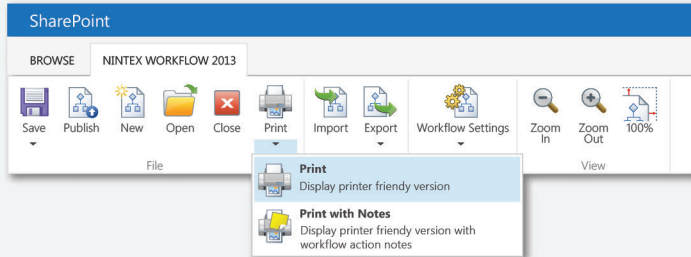 SharePoint
BROWSE NINTEX WORKFLOW 2013
Save Publish New Open Close Print Import Export Workflow Settings Zoom In Zoom Out 100%
File View
Print
Display printer friendy version
Print with Notes
Display printer friendly version with
workflow action notes